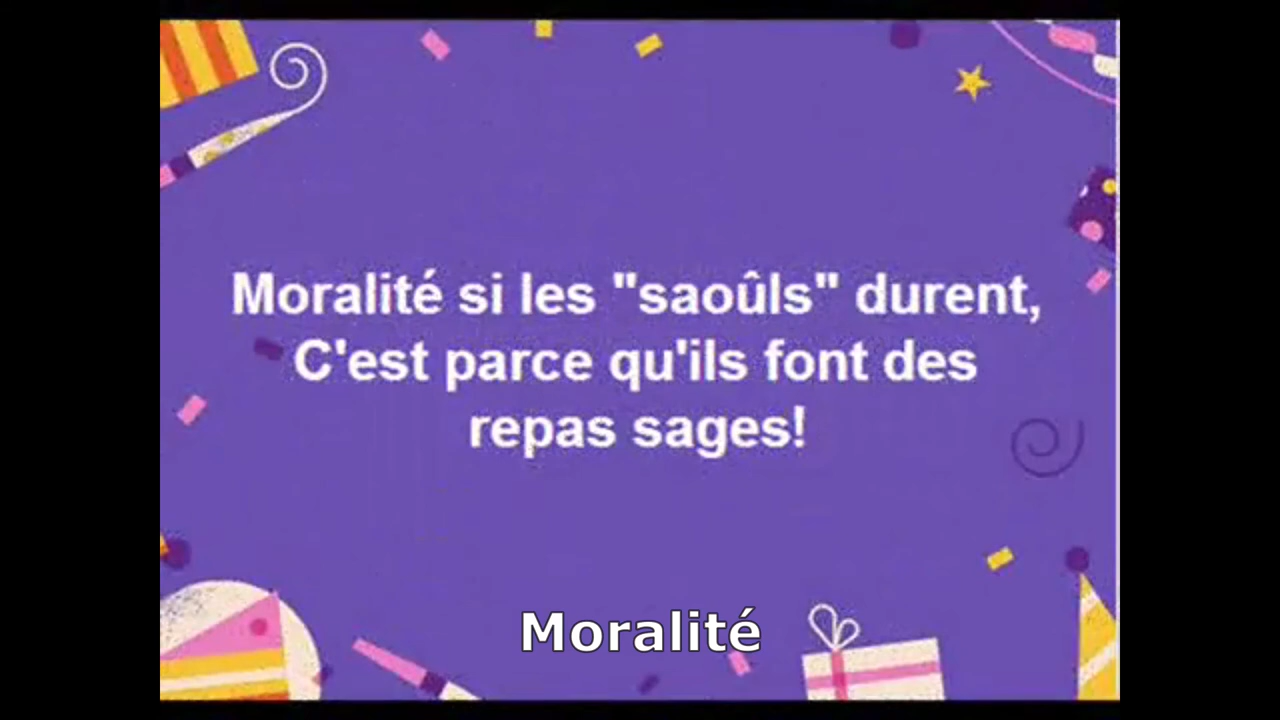 Moralité si les "saoûls" durent,
C'est parce qu'ils font des
repas sages!
Moralité